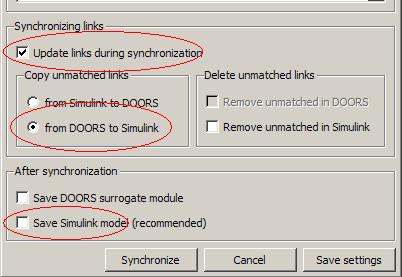 Synchronizing links
Update links during synchronization
Copy unmatched links
Delete unmatched links
from Simulink to DOORS
Remove unmatched in DOORS
from DOORS to Simulink
Remove unmatched in Simulink
After synchronization
Save DOORS surrogate module
Save Simulink model (recommended)
Synchronize
Cancel
Save settings